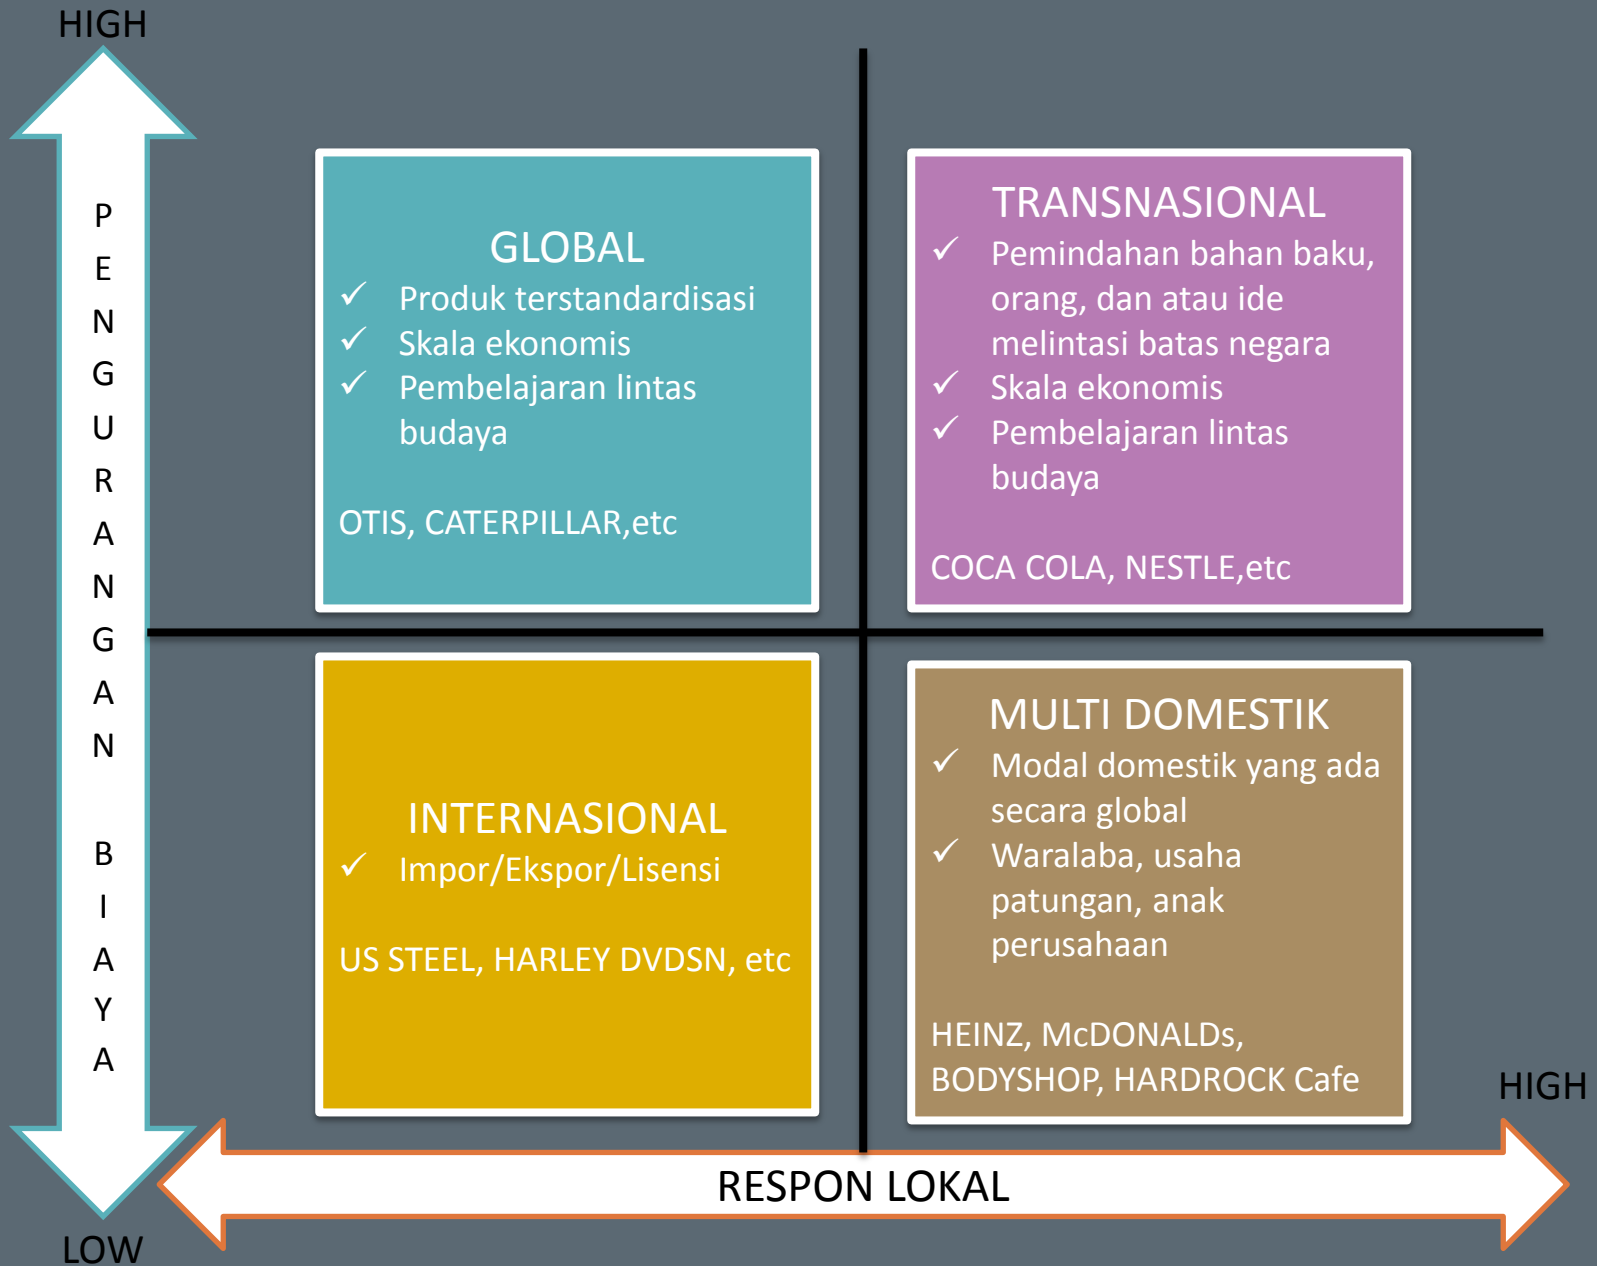 HIGH
PENGURANGAN BIAYA
LOW
GLOBAL
✓ Produk terstandardisasi
✓ Skala ekonomis
✓ Pembelajaran lintas
budaya
OTIS, CATERPILLAR,etc
TRANSNASIONAL
✓ Pemindahan bahan baku,
orang, dan atau ide
melintasi batas negara
✓ Skala ekonomis
✓ Pembelajaran lintas
budaya
COCA COLA, NESTLE,etc
INTERNASIONAL
✓ Impor/Ekspor/Lisensi
US STEEL, HARLEY DVDSN, etc
MULTI DOMESTIK
✓ Modal domestik yang ada
secara global
✓ Waralaba, usaha
patungan, anak
perusahaan
HEINZ, McDONALDs,
BODYSHOP, HARDROCK Cafe
HIGH
RESPON LOKAL